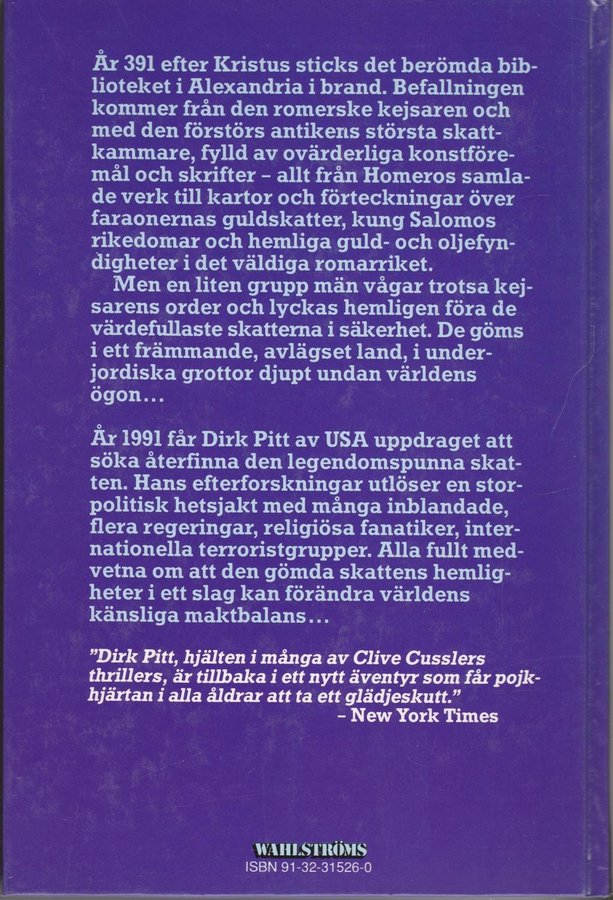 År 391 efter Kristus sticks det berömda bib-
lioteket i Alexandria i brand. Befallningen
kommer från den romerske kejsaren och
med den förstörs antikens största skatt-
kammare, fylld av ovärderliga konstföre-
mål och skrifter – allt från Homeros samla-
de verk till kartor och förteckningar över
faraonernas guldskatter, kung Salomos
rikedomar och hemliga guld- och oljefyn-
digheter i det väldiga romarriket.
Men en liten grupp män vågar trotsa kej-
sarens order och lyckas hemligen föra de
värdefullaste skatterna i säkerhet. De göms
i ett främmande, avlägset land, i under-
jordiska grottor djupt undan världens
ögon...
År 1991 får Dirk Pitt av USA uppdraget att
söka återfinna den legendomspunna skat-
ten. Hans efterforskningar utlöser en stor-
politisk hetsjakt med många inblandade,
flera regeringar, religiösa fanatiker, inter-
nationella terroristgrupper. Alla fullt med-
vetna om att den gömda skattens hemlig-
heter i ett slag kan förändra världens
känsliga maktbalans...
”Dirk Pitt, hjälten i många av Clive Cusslers
thrillers, är tillbaka i ett nytt äventyr som får pojk-
hjärtan i alla åldrar att ta ett glädjeskutt.”
– New York Times
WAHLSTRÖMS
ISBN 91-32-31526-0